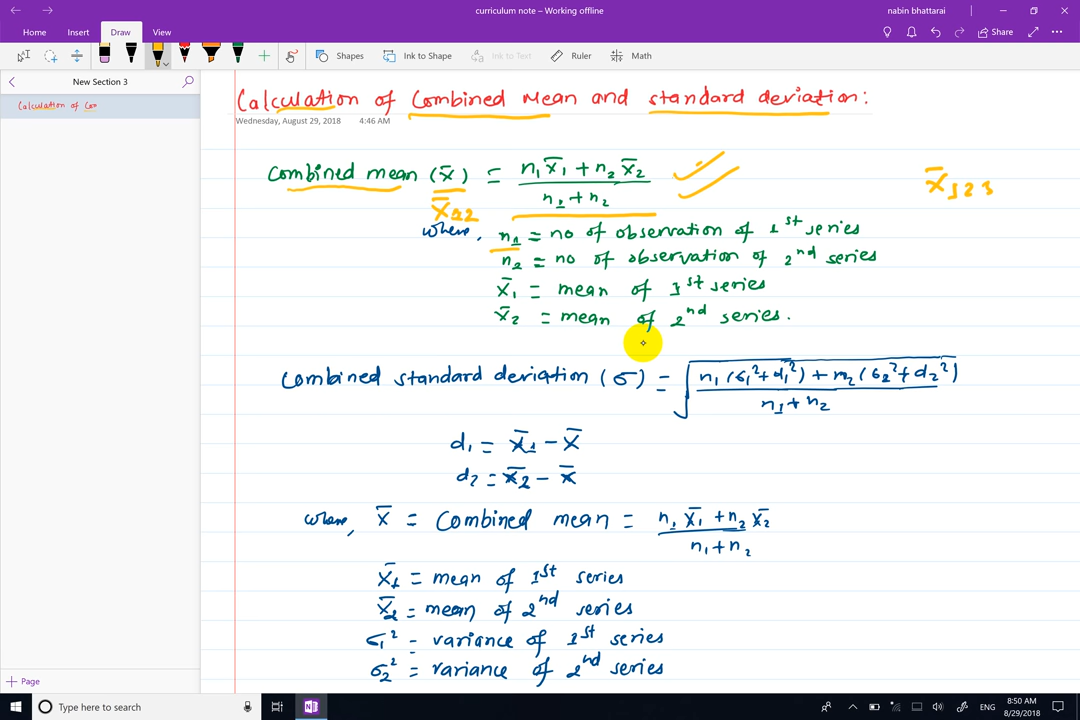 curriculum note – Working offline
nabin bhattarai
Home Insert Draw View
Share
Shapes Ink to Shape Ink to Text Ruler Math
New Section 3
Calculation of Com
Calculation of Combined Mean and standard deviation:
Wednesday, August 29, 2018 4:46 AM
Combined mean (x̄) = (n₁x̄₁ + n₂x̄₂) / (n₁ + n₂)
x̄₁₂
x̄₁₂₃
where, n₁ = no of observation of 1st series
n₂ = no of observation of 2nd series
x̄₁ = mean of 1st series
x̄₂ = mean of 2nd series.
Combined standard deviation (σ) = √((n₁(σ₁²+d₁²) + n₂(σ₂²+d₂²)) / (n₁+n₂))
d₁ = x̄₁ − x̄
d₂ = x̄₂ − x̄
where, x̄ = Combined mean = (n₁x̄₁ + n₂x̄₂) / (n₁+n₂)
x̄₁ = mean of 1st series
x̄₂ = mean of 2nd series
σ₁² = variance of 1st series
σ₂² = variance of 2nd series
+ Page
Type here to search
ENG
8:50 AM
8/29/2018